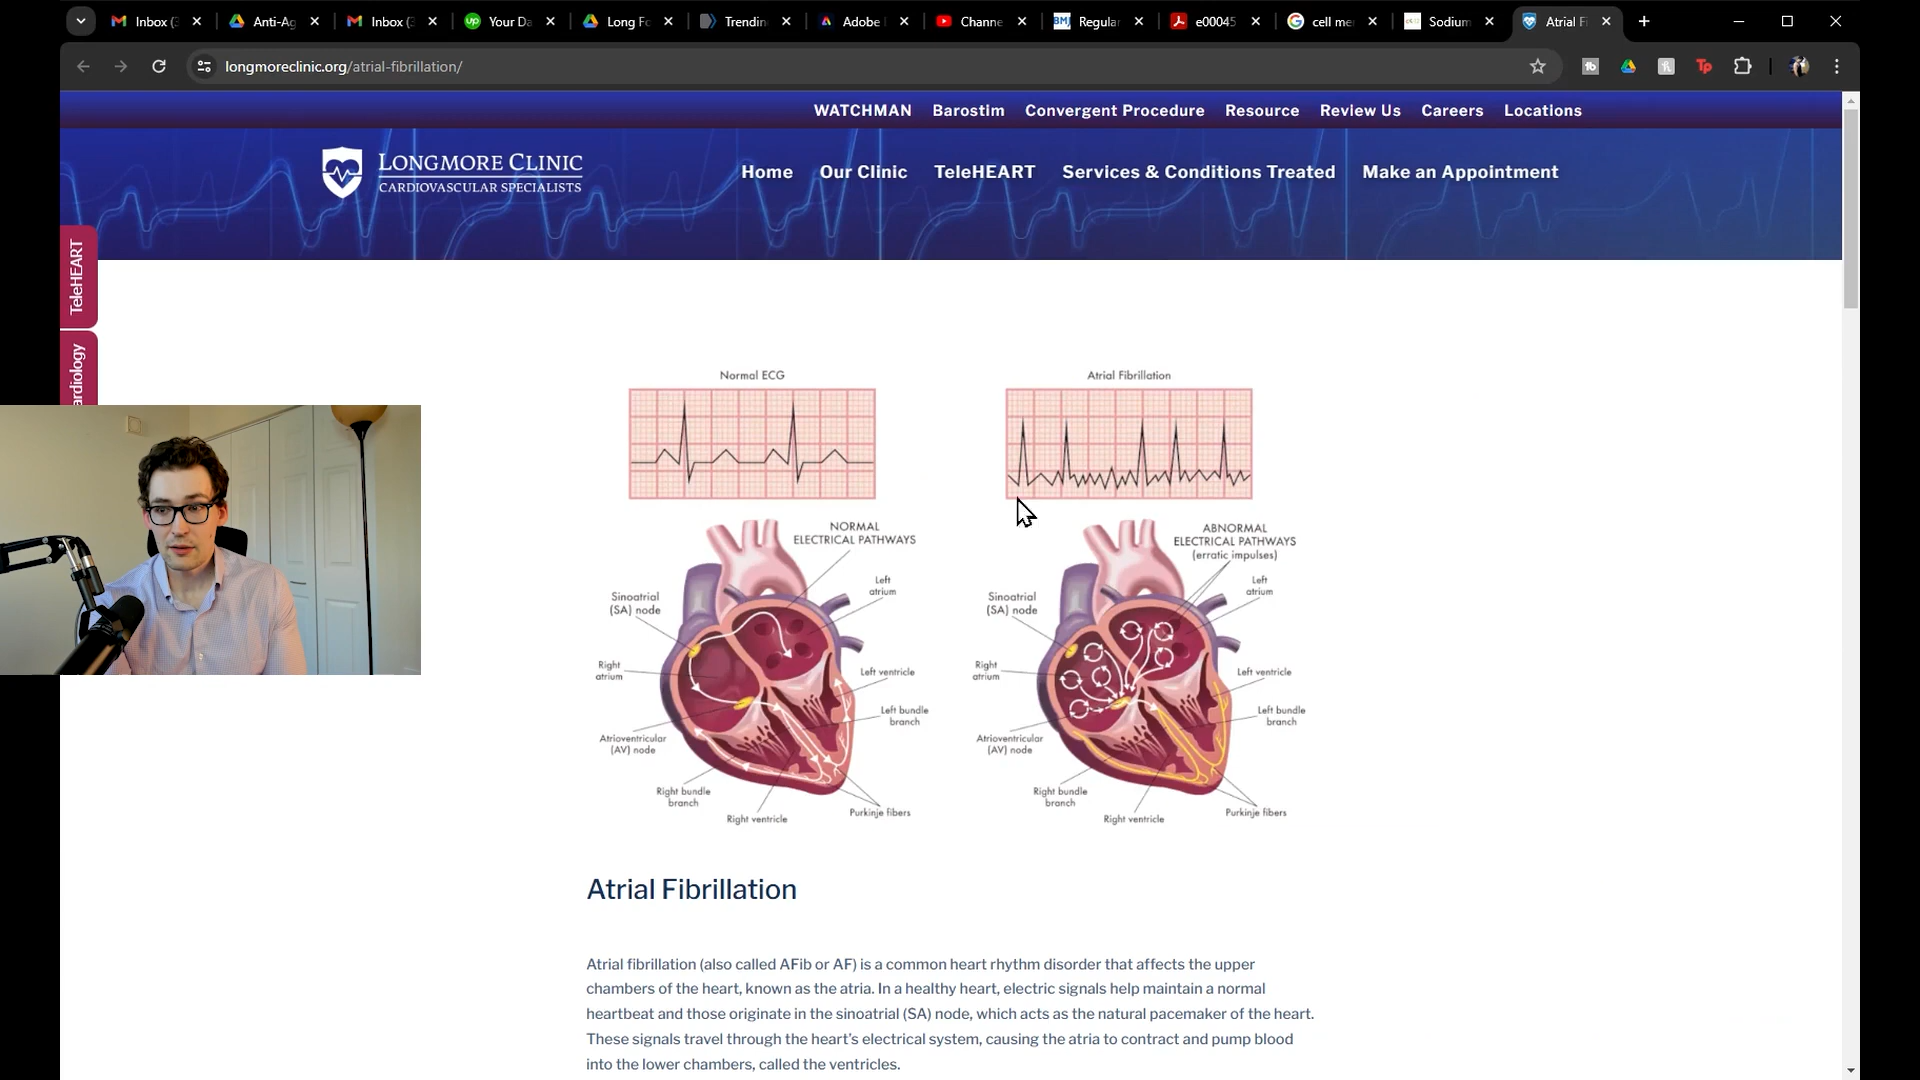 Inbox (3
Anti-Ag
Inbox (3
Your Da
Long Fo
Trendin
Adobe
Channe
Regular
e00045
cell me
Sodium
Atrial Fi
longmoreclinic.org/atrial-fibrillation/
WATCHMAN Barostim Convergent Procedure Resource Review Us Careers Locations
LONGMORE CLINIC
CARDIOVASCULAR SPECIALISTS
Home Our Clinic TeleHEART Services & Conditions Treated Make an Appointment
TeleHEART
ardiology
Normal ECG
Atrial Fibrillation
NORMAL
ELECTRICAL PATHWAYS
Left
atrium
Sinoatrial
(SA) node
Right
atrium
Left ventricle
Left bundle
branch
Atrioventricular
(AV) node
Right bundle
branch
Right ventricle
Purkinje fibers
ABNORMAL
ELECTRICAL PATHWAYS
(erratic impulses)
Left
atrium
Sinoatrial
(SA) node
Right
atrium
Left ventricle
Left bundle
branch
Atrioventricular
(AV) node
Right bundle
branch
Right ventricle
Purkinje fibers
Atrial Fibrillation
Atrial fibrillation (also called AFib or AF) is a common heart rhythm disorder that affects the upper
chambers of the heart, known as the atria. In a healthy heart, electric signals help maintain a normal
heartbeat and those originate in the sinoatrial (SA) node, which acts as the natural pacemaker of the heart.
These signals travel through the heart's electrical system, causing the atria to contract and pump blood
into the lower chambers, called the ventricles.